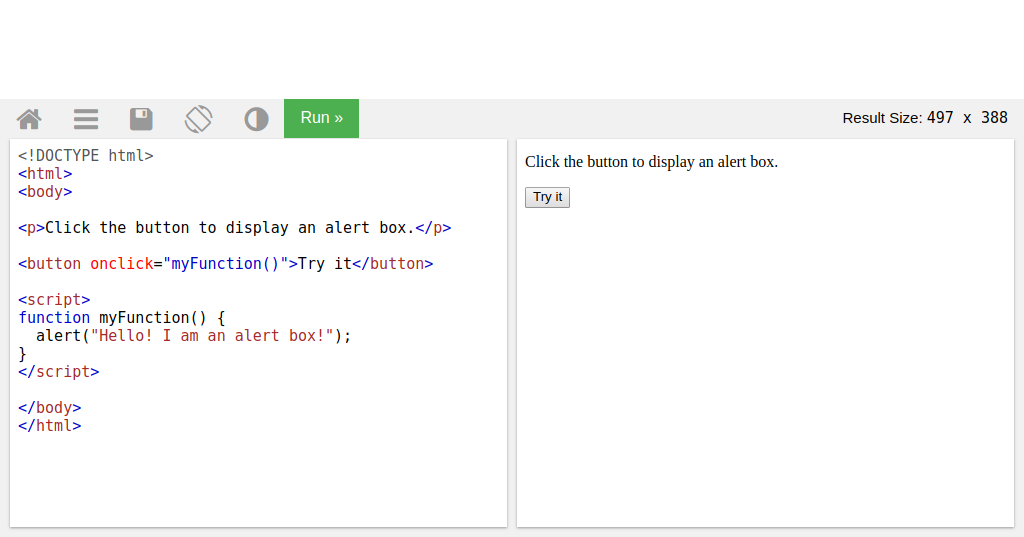 Run »
Result Size: 497 x 388
<!DOCTYPE html>
<html>
<body>
<p>Click the button to display an alert box.</p>
<button onclick="myFunction()">Try it</button>
<script>
function myFunction() {
  alert("Hello! I am an alert box!");
}
</script>
</body>
</html>
Click the button to display an alert box.
Try it